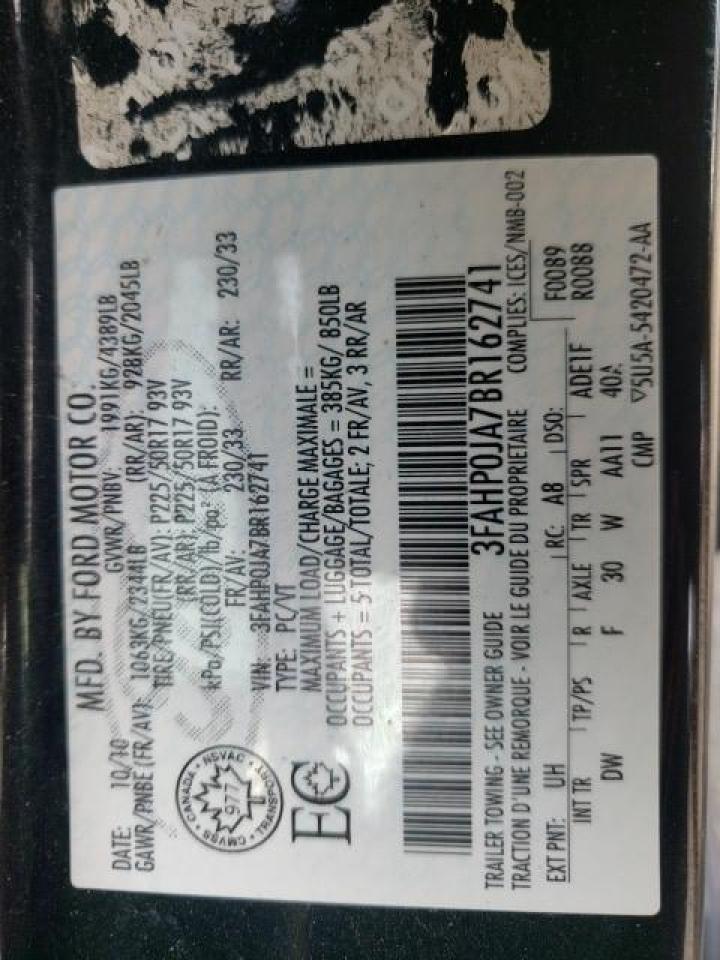 MFD. BY FORD MOTOR CO.
DATE: 10/10 GVWR/PNBV: 1991KG/4389LB
GAWR/PNBE (FR/AV): 1063KG/2344LB (RR/AR): 928KG/2045LB
TIRE/PNEU(FR/AV): P225/50R17 93V
(RR/AR): P225/50R17 93V
kPa/PSI(COLD)/lb/po² (A FROID):
FR/AV: 230/33 RR/AR: 230/33
VIN: 3FAHP0JA7BR162741
TYPE: PC/VT
MAXIMUM LOAD/CHARGE MAXIMALE =
OCCUPANTS + LUGGAGE/BAGAGES = 385KG/ 850LB
OCCUPANTS = 5 TOTAL/TOTALE; 2 FR/AV, 3 RR/AR
CANADA • NSVAC • TRANSPORT • CMVSS
977
EC
3FAHP0JA7BR162741
TRAILER TOWING - SEE OWNER GUIDE COMPLIES: ICES/NMB-002
TRACTION D'UNE REMORQUE - VOIR LE GUIDE DU PROPRIETAIRE
EXT PNT: UH RC: A8 DSO: F0089
R0088
INT TR TP/PS R AXLE TR SPR ADE1F
DW F 30 W AA11 40A
CMP ▽5U5A-5420472-AA